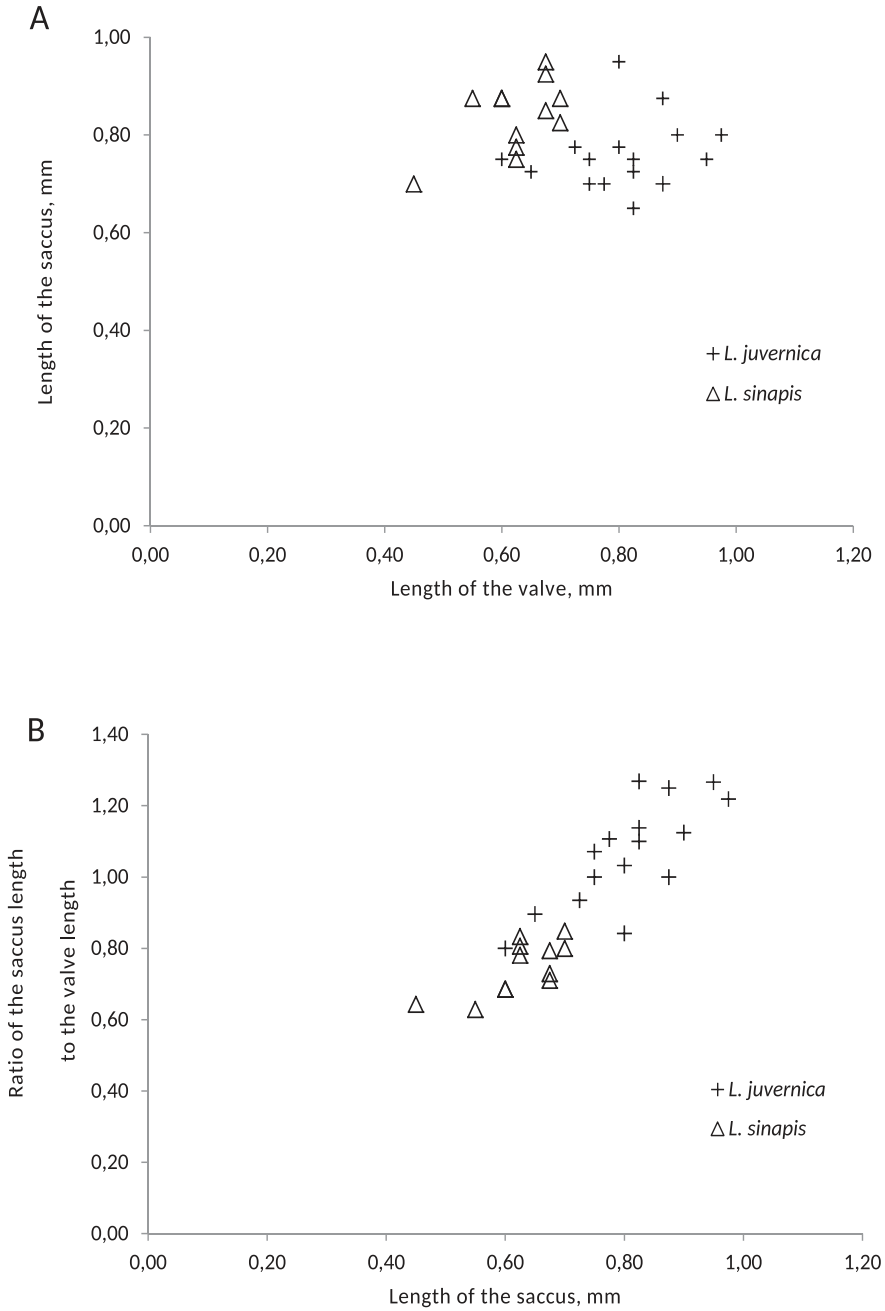 A
1,00
0,80
0,60
0,40
0,20
0,00
Length of the saccus, mm
0,00 0,20 0,40 0,60 0,80 1,00 1,20
Length of the valve, mm
L. juvernica
L. sinapis
B
1,40
1,20
1,00
0,80
0,60
0,40
0,20
0,00
Ratio of the saccus length
to the valve length
0,00 0,20 0,40 0,60 0,80 1,00 1,20
Length of the saccus, mm
L. juvernica
L. sinapis